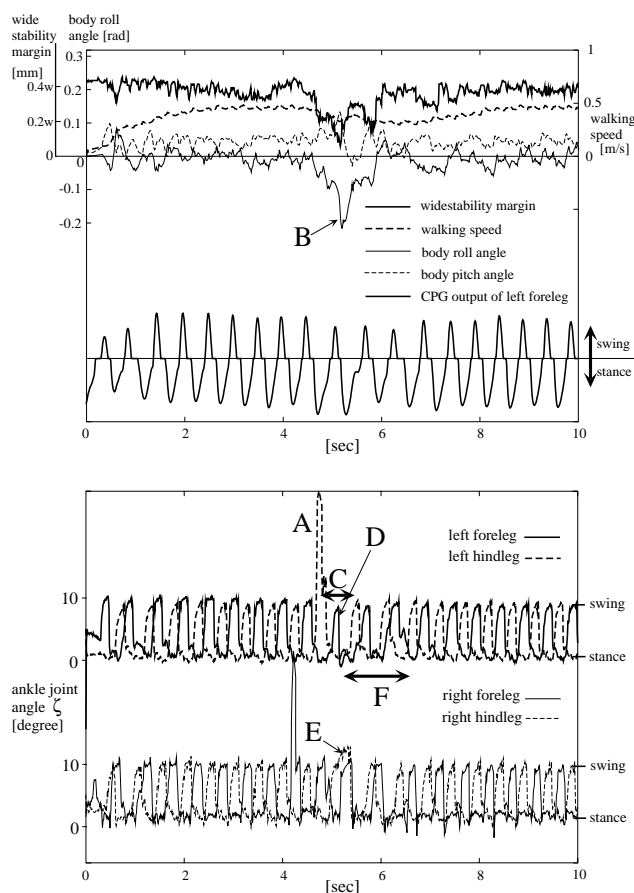 wide stability margin [mm]
body roll angle [rad]
0.3
1
0.4w
0.2
0.2w
0.1
0.5
walking speed [m/s]
0
0
-0.1
-0.2
B
widestability margin
walking speed
body roll angle
body pitch angle
CPG output of left foreleg
swing
stance
0
2
4
6
8
10
[sec]
A
D
left foreleg
left hindleg
C
10
swing
0
stance
F
ankle joint angle ζ [degree]
right foreleg
right hindleg
E
10
swing
0
stance
0
2
4
6
8
10
[sec]